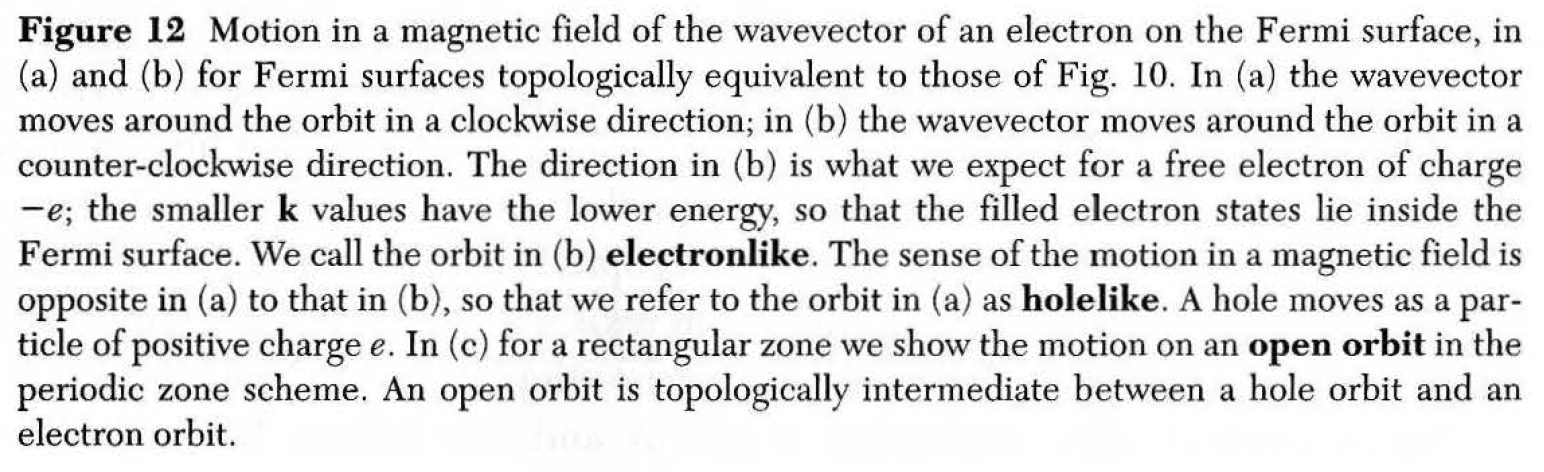 Figure 12 Motion in a magnetic field of the wavevector of an electron on the Fermi surface, in
(a) and (b) for Fermi surfaces topologically equivalent to those of Fig. 10. In (a) the wavevector
moves around the orbit in a clockwise direction; in (b) the wavevector moves around the orbit in a
counter-clockwise direction. The direction in (b) is what we expect for a free electron of charge
−e; the smaller k values have the lower energy, so that the filled electron states lie inside the
Fermi surface. We call the orbit in (b) electronlike. The sense of the motion in a magnetic field is
opposite in (a) to that in (b), so that we refer to the orbit in (a) as holelike. A hole moves as a par-
ticle of positive charge e. In (c) for a rectangular zone we show the motion on an open orbit in the
periodic zone scheme. An open orbit is topologically intermediate between a hole orbit and an
electron orbit.